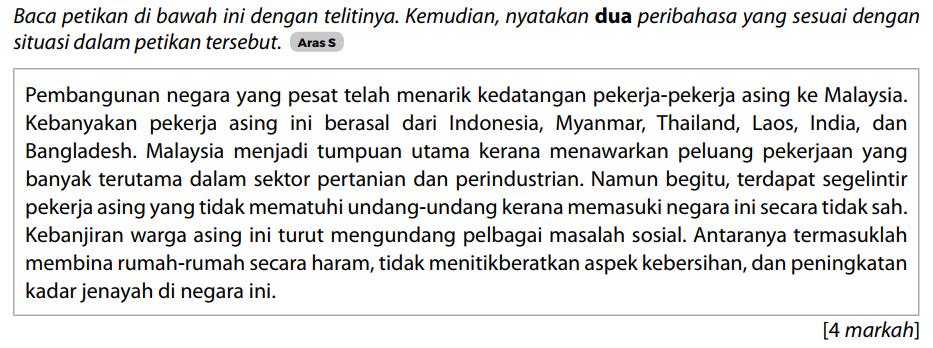 Baca petikan di bawah ini dengan telitinya. Kemudian, nyatakan dua peribahasa yang sesuai dengan
situasi dalam petikan tersebut. Aras S
Pembangunan negara yang pesat telah menarik kedatangan pekerja-pekerja asing ke Malaysia.
Kebanyakan pekerja asing ini berasal dari Indonesia, Myanmar, Thailand, Laos, India, dan
Bangladesh. Malaysia menjadi tumpuan utama kerana menawarkan peluang pekerjaan yang
banyak terutama dalam sektor pertanian dan perindustrian. Namun begitu, terdapat segelintir
pekerja asing yang tidak mematuhi undang-undang kerana memasuki negara ini secara tidak sah.
Kebanjiran warga asing ini turut mengundang pelbagai masalah sosial. Antaranya termasuklah
membina rumah-rumah secara haram, tidak menitikberatkan aspek kebersihan, dan peningkatan
kadar jenayah di negara ini.
[4 markah]